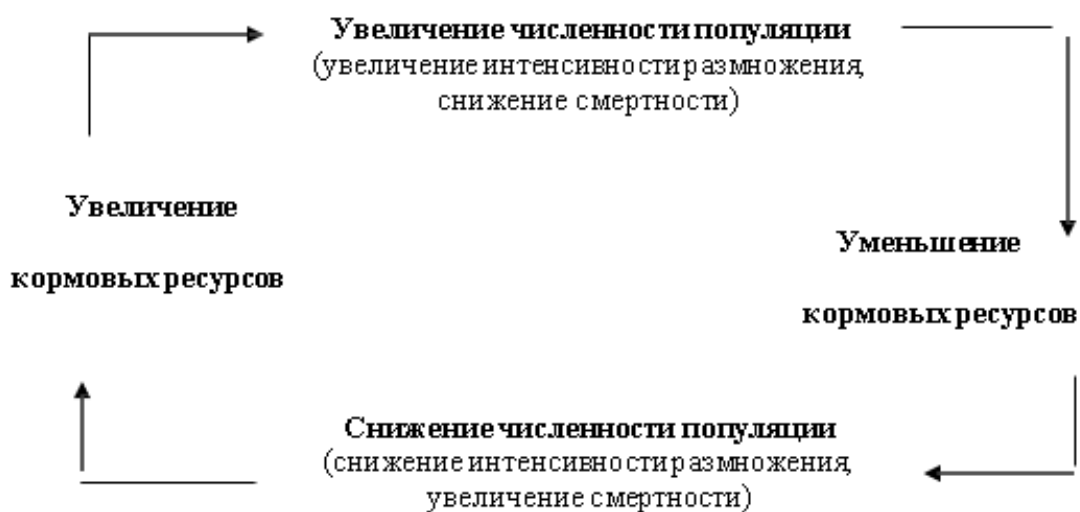 Увеличение численности популяции
(увеличение интенсивности размножения,
снижение смертности)
Увеличение
кормовых ресурсов
Уменьшение
кормовых ресурсов
Снижение численности популяции
(снижение интенсивности размножения,
увеличение смертности)